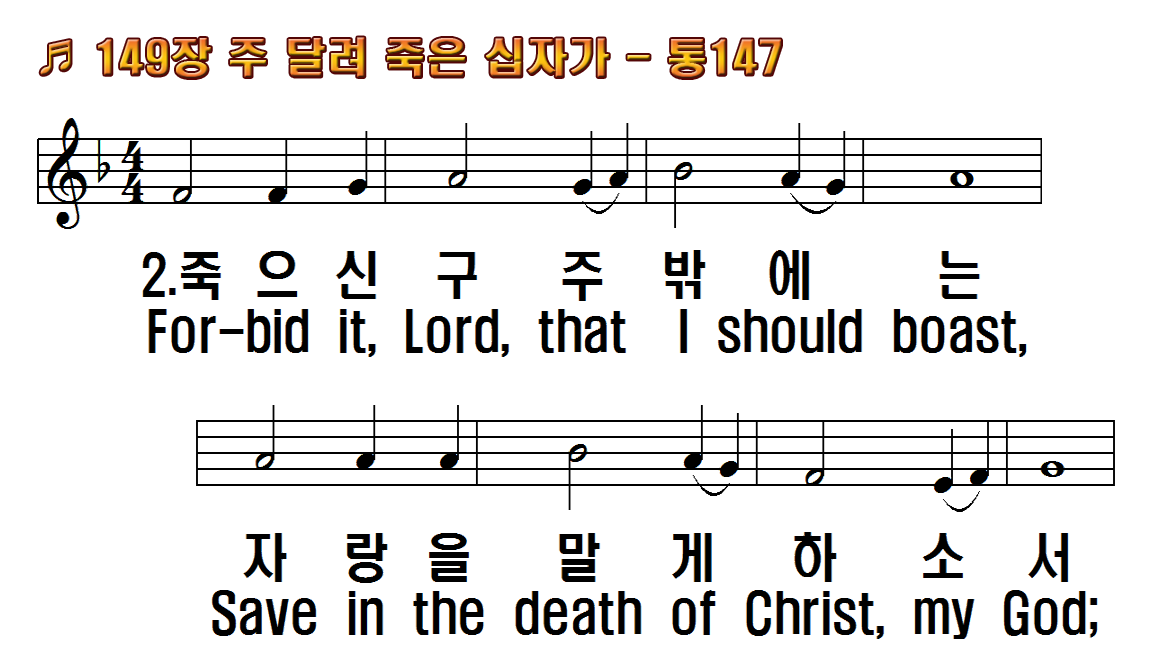 149장 주 달려 죽은 십자가 - 통147
2.죽 으 신 구 주 밖 에 는
For-bid it, Lord, that I should boast,
자 랑 을 말 게 하 소 서
Save in the death of Christ, my God;